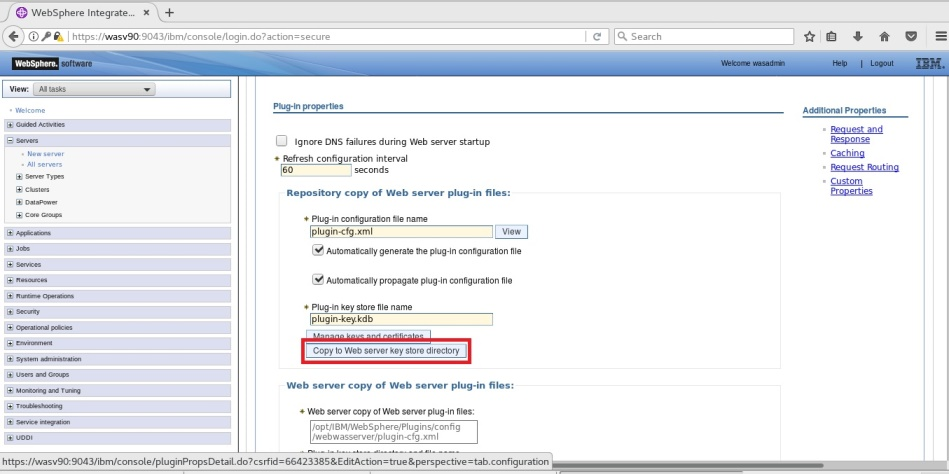 WebSphere Integrate...
https://wasv90:9043/ibm/console/login.do?action=secure
Search
WebSphere. software
Welcome wasadmin
Help | Logout
IBM.
View: All tasks
Welcome
Guided Activities
Servers
New server
All servers
Server Types
Clusters
DataPower
Core Groups
Applications
Jobs
Services
Resources
Runtime Operations
Security
Operational policies
Environment
System administration
Users and Groups
Monitoring and Tuning
Troubleshooting
Service integration
UDDI
Plug-in properties
Ignore DNS failures during Web server startup
Refresh configuration interval
60 seconds
Repository copy of Web server plug-in files:
Plug-in configuration file name
plugin-cfg.xml View
Automatically generate the plug-in configuration file
Automatically propagate plug-in configuration file
Plug-in key store file name
plugin-key.kdb
Manage keys and certificates
Copy to Web server key store directory
Web server copy of Web server plug-in files:
Web server copy of Web server plug-in files:
/opt/IBM/WebSphere/Plugins/config
/webwasserver/plugin-cfg.xml
Additional Properties
Request and
Response
Caching
Request Routing
Custom
Properties
https://wasv90:9043/ibm/console/pluginPropsDetail.do?csrfid=66423385&EditAction=true&perspective=tab.configuration